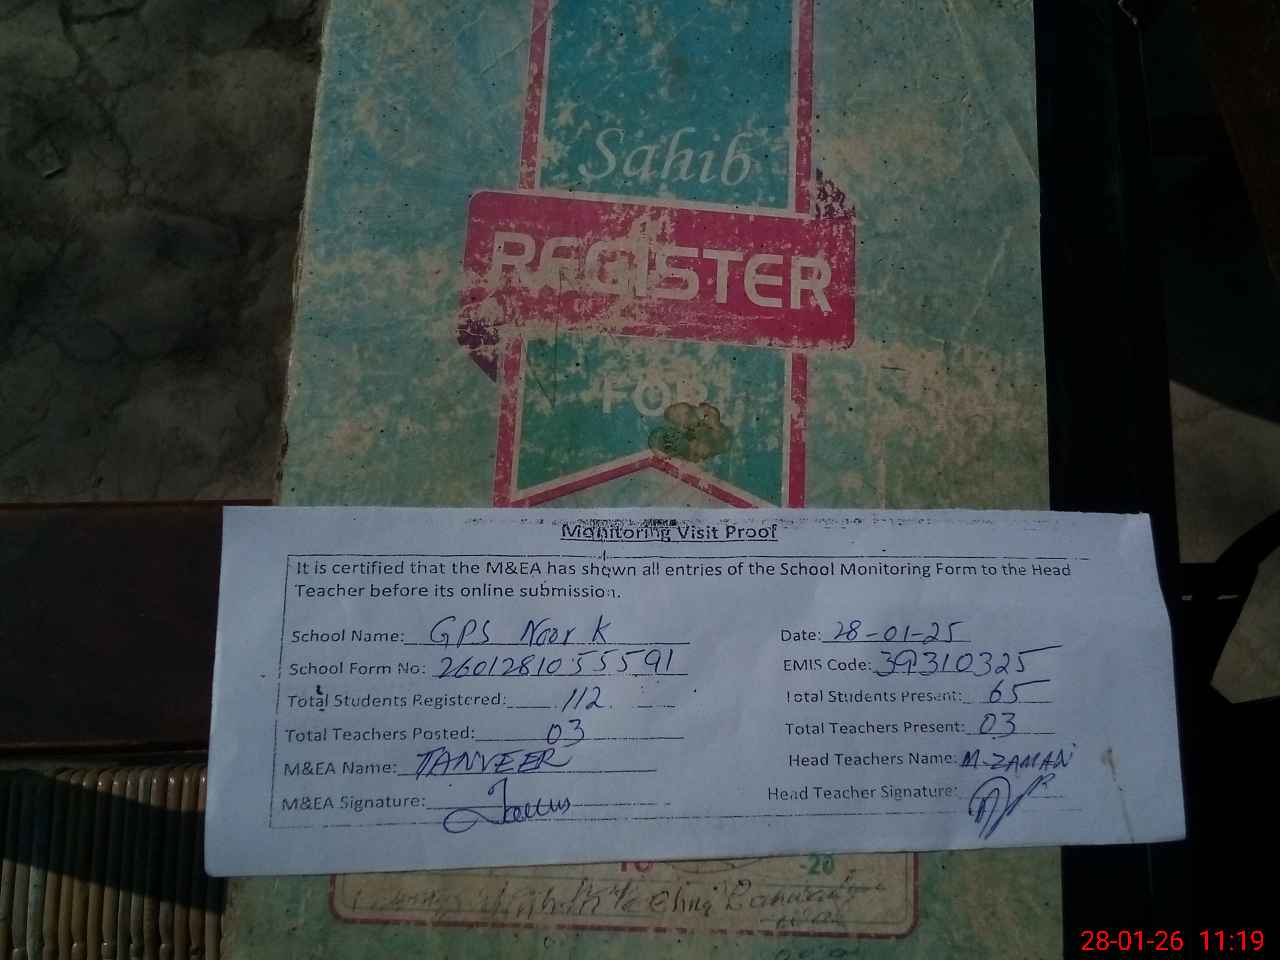 Sahib
REGISTER
FOR
Monitoring Visit Proof
It is certified that the M&EA has shown all entries of the School Monitoring Form to the Head
Teacher before its online submission.
School Name: GPS Noor K Date: 28-01-25
School Form No: 26012810555591 EMIS Code: 39310325
Total Students Registered: 112 Total Students Present: 65
Total Teachers Posted: 03 Total Teachers Present: 03
M&EA Name: TANVEER Head Teachers Name: M-ZAMAN
M&EA Signature: Head Teacher Signature:
-20
28-01-26 11:19